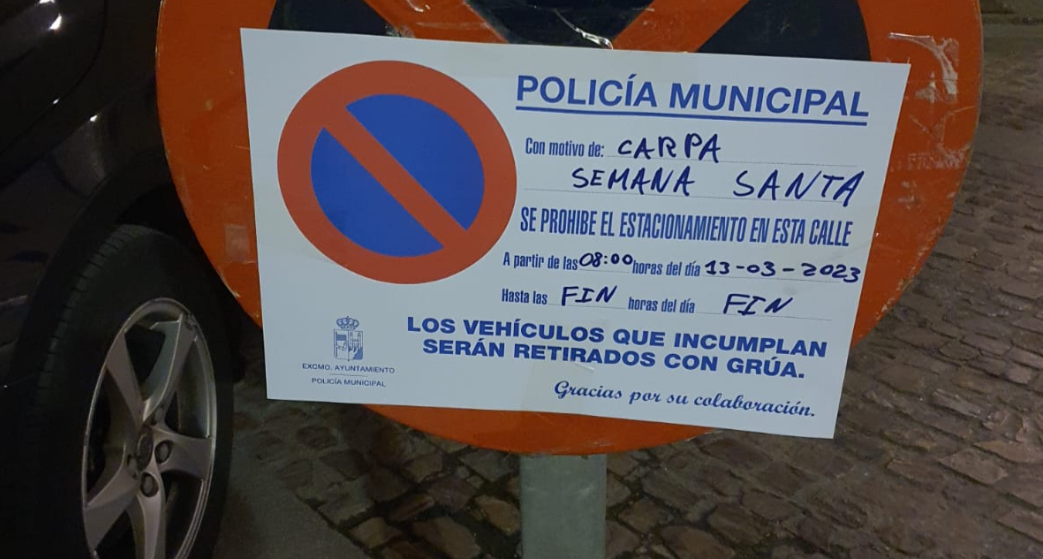 POLICÍA MUNICIPAL
Con motivo de: CARPA
SEMANA SANTA
SE PROHIBE EL ESTACIONAMIENTO EN ESTA CALLE
A partir de las 08:00 horas del día 13-03-2023
Hasta las FIN horas del día FIN
LOS VEHÍCULOS QUE INCUMPLAN
SERÁN RETIRADOS CON GRÚA.
Gracias por su colaboración.
EXCMO. AYUNTAMIENTO
POLICÍA MUNICIPAL